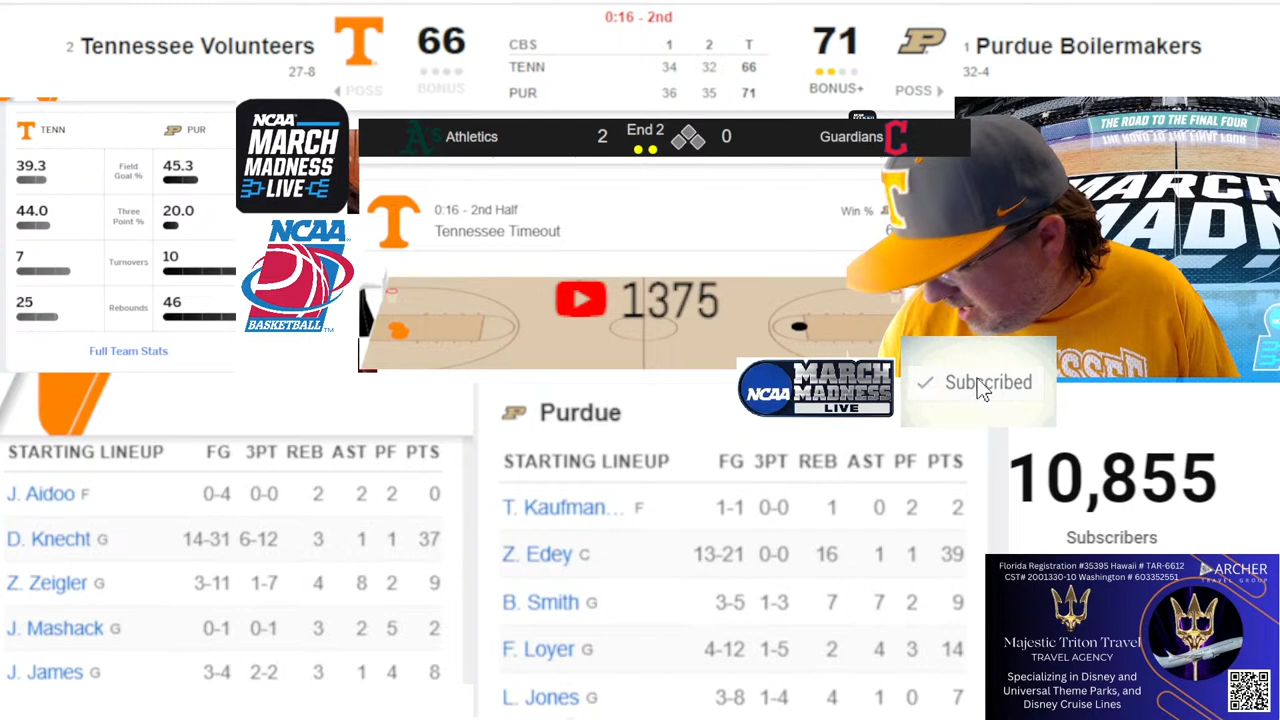 2 Tennessee Volunteers
27-8
POSS
66
BONUS
0:16 - 2nd
CBS 1 2 T
TENN 34 32 66
PUR 36 35 71
71
BONUS+
POSS
1 Purdue Boilermakers
32-4
TENN PUR
39.3 Field Goal % 45.3
44.0 Three Point % 20.0
7 Turnovers 10
25 Rebounds 46
Full Team Stats
NCAA
MARCH
MADNESS
LIVE
NCAA
BASKETBALL
A's Athletics 2 End 2 0 Guardians C
0:16 - 2nd Half
Tennessee Timeout
Win %
1375
THE ROAD TO THE FINAL FOUR
MARCH
MADN
NCAA MARCH
MADNESS
LIVE
Subscribed
10,855
Subscribers
STARTING LINEUP FG 3PT REB AST PF PTS
J. Aidoo F 0-4 0-0 2 2 2 0
D. Knecht G 14-31 6-12 3 1 1 37
Z. Zeigler G 3-11 1-7 4 8 2 9
J. Mashack G 0-1 0-1 3 2 5 2
J. James G 3-4 2-2 3 1 4 8
Purdue
STARTING LINEUP FG 3PT REB AST PF PTS
T. Kaufman... F 1-1 0-0 1 0 2 2
Z. Edey C 13-21 0-0 16 1 1 39
B. Smith G 3-5 1-3 7 7 2 9
F. Loyer G 4-12 1-5 2 4 3 14
L. Jones G 3-8 1-4 4 1 0 7
Florida Registration #35395 Hawaii # TAR-6612
CST# 2001330-10 Washington # 603352551
ARCHER
TRAVEL GROUP
Majestic Triton Travel
TRAVEL AGENCY
Specializing in Disney and
Universal Theme Parks, and
Disney Cruise Lines